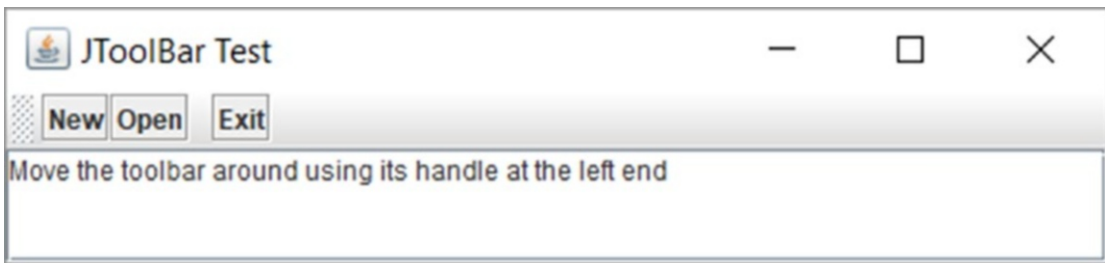 JToolBar Test
New Open Exit
Move the toolbar around using its handle at the left end